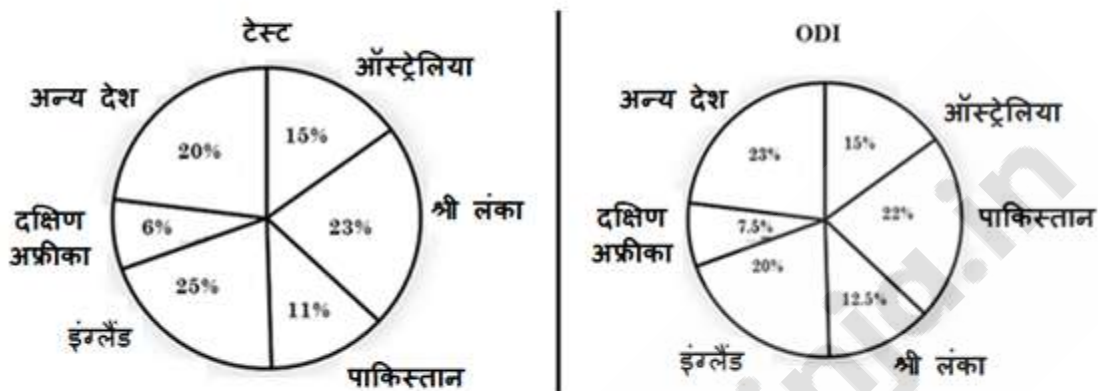 टेस्ट
ऑस्ट्रेलिया
अन्य देश
20%
15%
श्री लंका
23%
दक्षिण
अफ्रीका
6%
25%
11%
इंग्लैंड
पाकिस्तान
ODI
अन्य देश
ऑस्ट्रेलिया
23%
15%
दक्षिण
अफ्रीका
7.5%
22%
पाकिस्तान
20%
12.5%
इंग्लैंड
श्री लंका